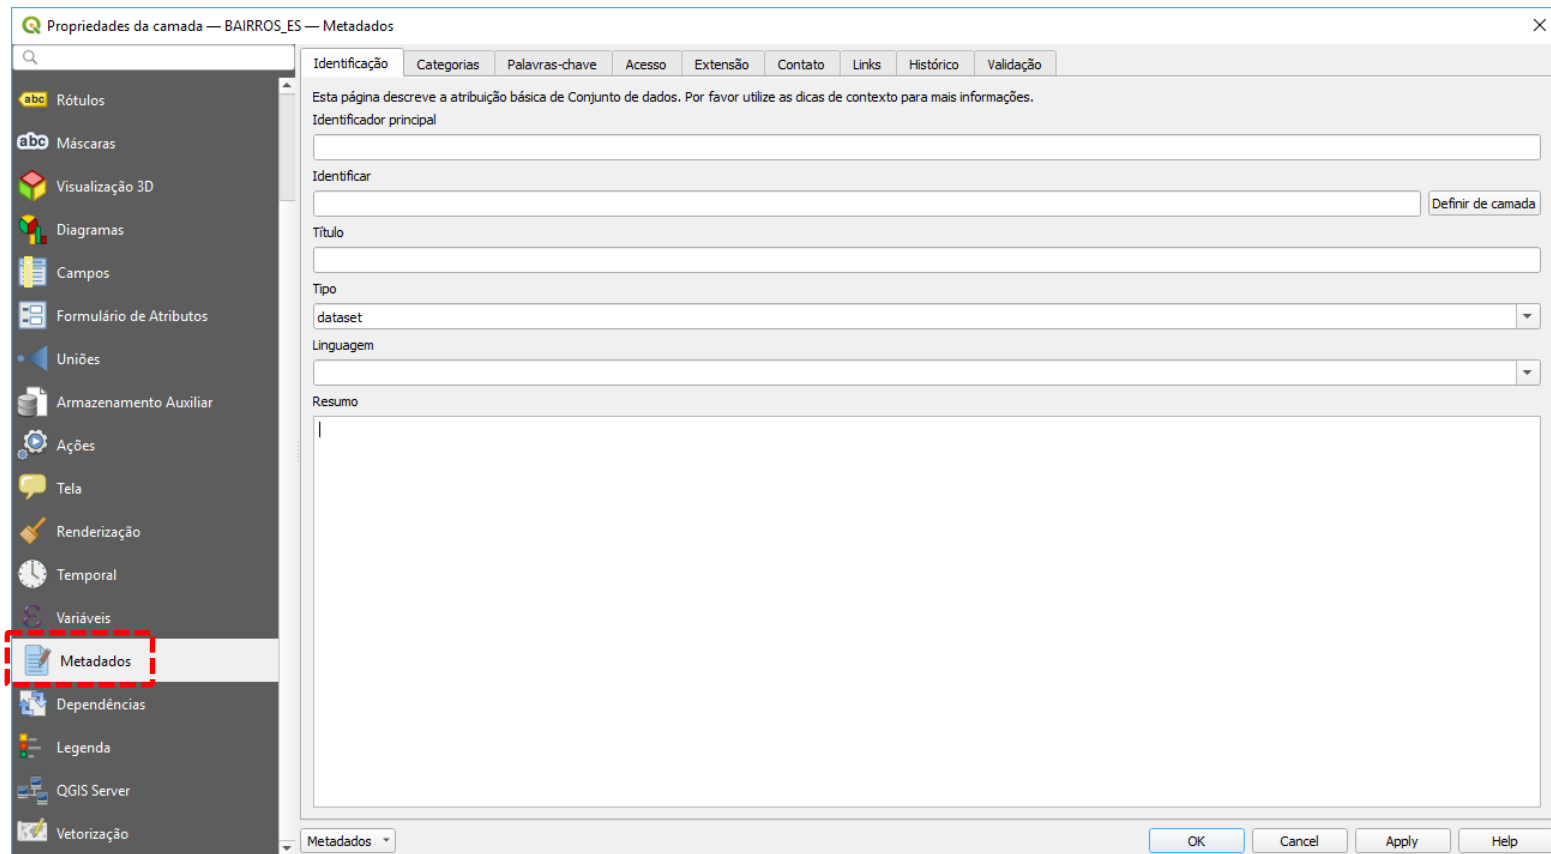 Propriedades da camada — BAIRROS_ES — Metadados
abc Rótulos
abc Máscaras
Visualização 3D
Diagramas
Campos
Formulário de Atributos
Uniões
Armazenamento Auxiliar
Ações
Tela
Renderização
Temporal
Variáveis
Metadados
Dependências
Legenda
QGIS Server
Vetorização
Identificação Categorias Palavras-chave Acesso Extensão Contato Links Histórico Validação
Esta página descreve a atribuição básica de Conjunto de dados. Por favor utilize as dicas de contexto para mais informações.
Identificador principal
Identificar
Definir de camada
Título
Tipo
dataset
Linguagem
Resumo
Metadados OK Cancel Apply Help